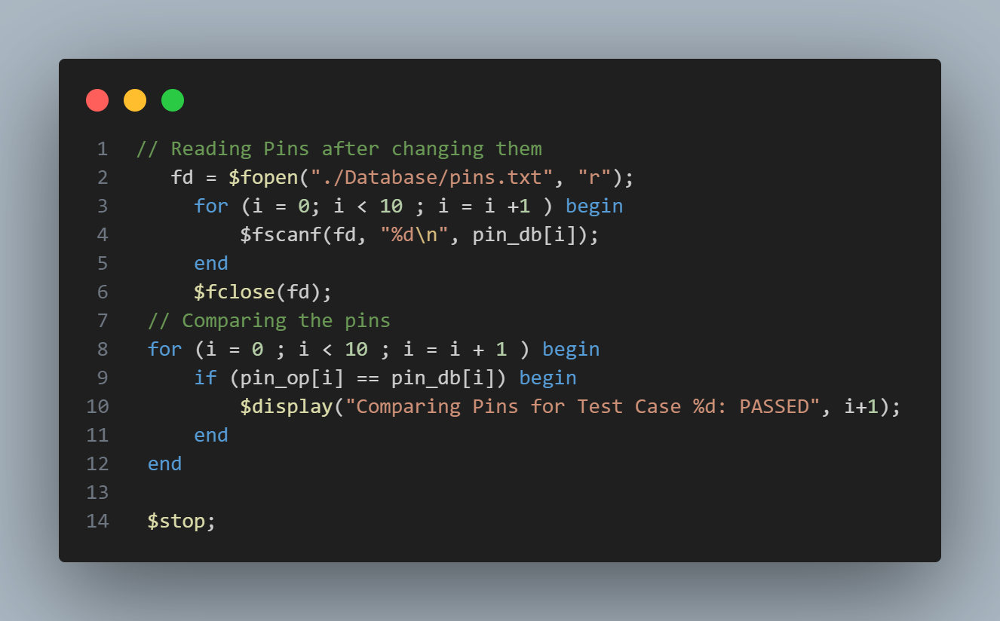 1 // Reading Pins after changing them
2 fd = $fopen("./Database/pins.txt", "r");
3 for (i = 0; i < 10 ; i = i +1 ) begin
4 $fscanf(fd, "%d\n", pin_db[i]);
5 end
6 $fclose(fd);
7 // Comparing the pins
8 for (i = 0 ; i < 10 ; i = i + 1 ) begin
9 if (pin_op[i] == pin_db[i]) begin
10 $display("Comparing Pins for Test Case %d: PASSED", i+1);
11 end
12 end
13
14 $stop;